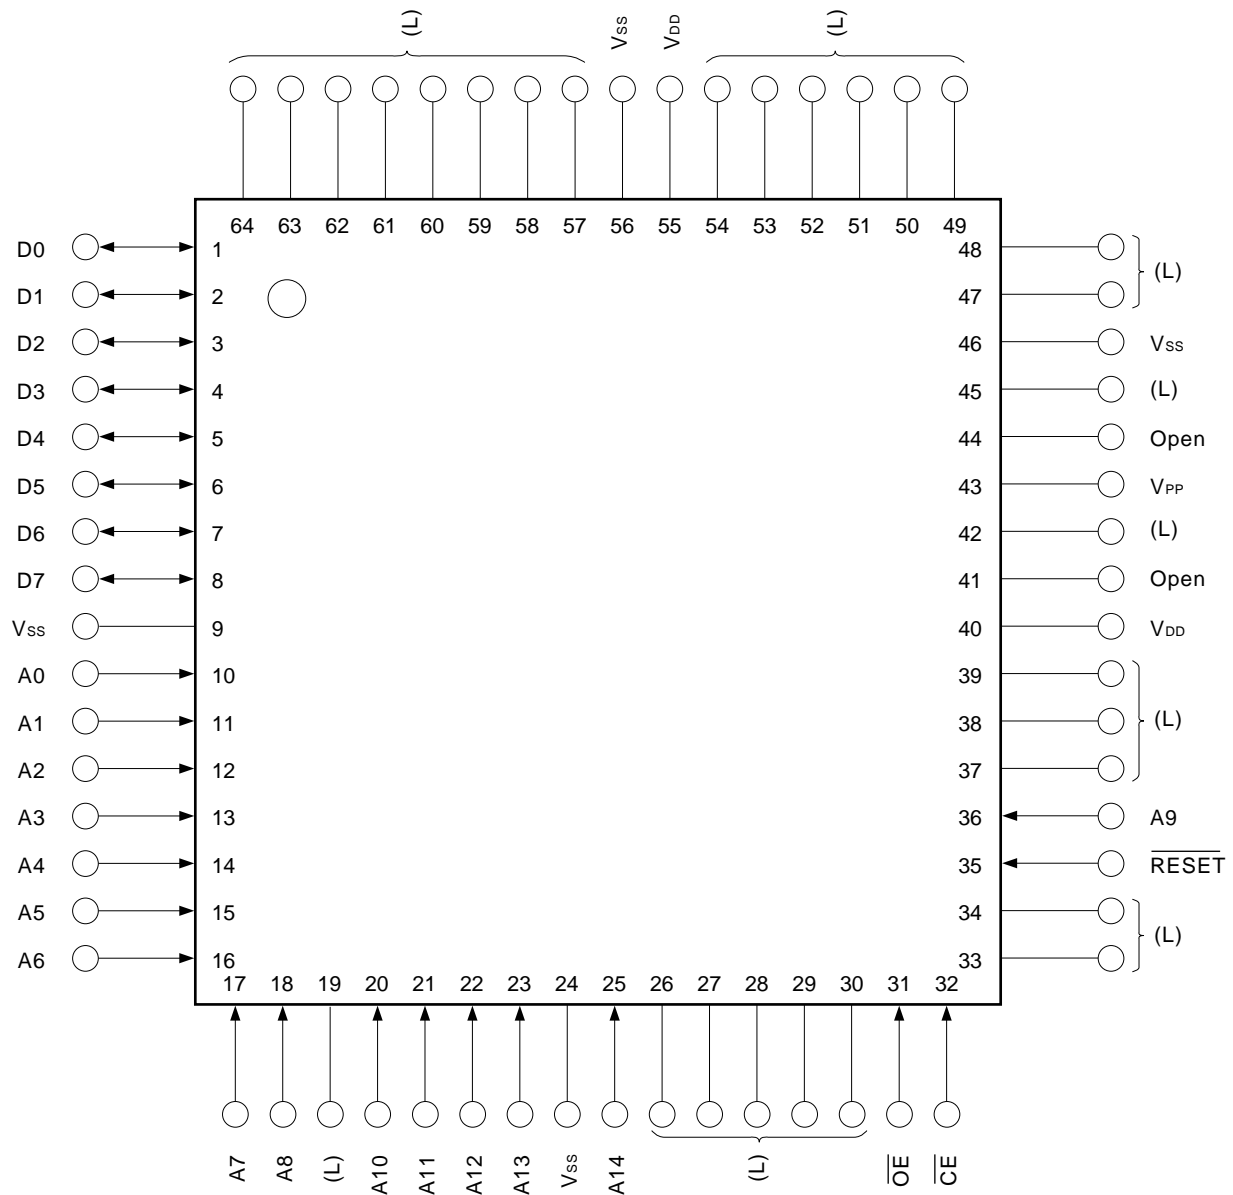 (L) VSS VDD (L)
64 63 62 61 60 59 58 57 56 55 54 53 52 51 50 49
D0 1 48
D1 2 47 (L)
D2 3 46 VSS
D3 4 45 (L)
D4 5 44 Open
D5 6 43 VPP
D6 7 42 (L)
D7 8 41 Open
VSS 9 40 VDD
A0 10 39
A1 11 38 (L)
A2 12 37
A3 13 36 A9
A4 14 35 RESET
A5 15 34
A6 16 33 (L)
17 18 19 20 21 22 23 24 25 26 27 28 29 30 31 32
A7 A8 (L) A10 A11 A12 A13 VSS A14 (L) OE CE